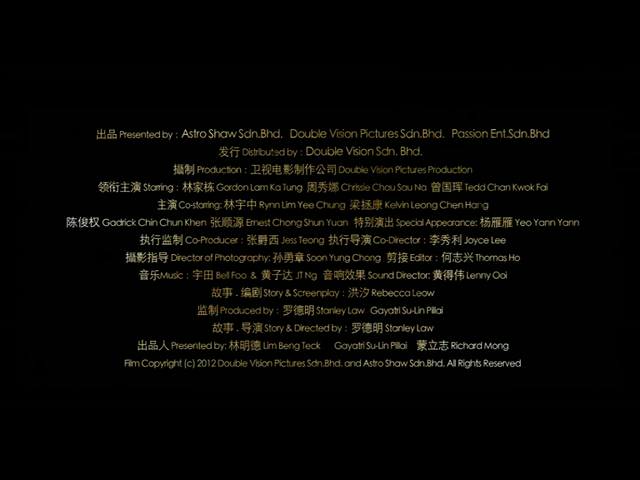 出品 Presented by : Astro Shaw Sdn.Bhd. Double Vision Pictures Sdn.Bhd. Passion Ent.Sdn.Bhd
发行 Distributed by : Double Vision Sdn. Bhd.
摄制 Production : 卫视电影制作公司 Double Vision Pictures Production
领衔主演 Starring : 林家栋 Gordon Lam Ka Tung 周秀娜 Chrissie Chau Sau Na 曾国珲 Tedd Chan Kwok Fai
主演 Co-starring: 林宇中 Rynn Lim Yee Chung 梁拯康 Kelvin Leong Chen Hang
陈俊权 Gadrick Chin Chun Khen 张顺源 Ernest Chong Shun Yuan 特别演出 Special Appearance: 杨雁雁 Yeo Yann Yann
执行监制 Co-Producer : 张爵西 Jess Teong 执行导演 Co-Director : 李秀利 Joyce Lee
摄影指导 Director of Photography: 孙勇章 Soon Yung Chong 剪接 Editor : 何志兴 Thomas Ho
音乐Music : 宇田 Bell Foo & 黄子达 JT Ng 音响效果 Sound Director: 黄得伟 Lenny Ooi
故事 . 编剧 Story & Screenplay : 洪汐 Rebecca Leow
监制 Produced by : 罗德明 Stanley Law Gayatri Su-Lin Pillai
故事 . 导演 Story & Directed by : 罗德明 Stanley Law
出品人 Presented by: 林明德 Lim Beng Teck Gayatri Su-Lin Pillai 蒙立志 Richard Mong
Film Copyright (c) 2012 Double Vision Pictures Sdn.Bhd. and Astro Shaw Sdn.Bhd. All Rights Reserved